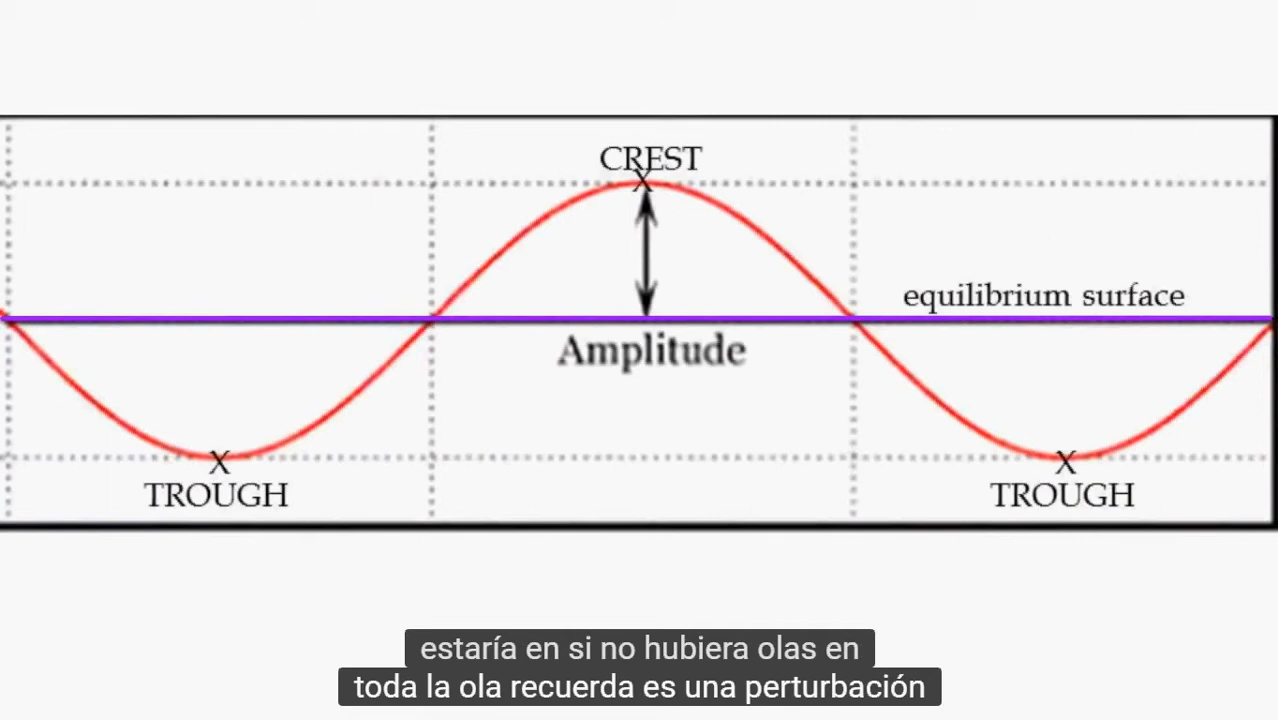 CREST
X
equilibrium surface
Amplitude
X
TROUGH
X
TROUGH
estaría en si no hubiera olas en
toda la ola recuerda es una perturbación